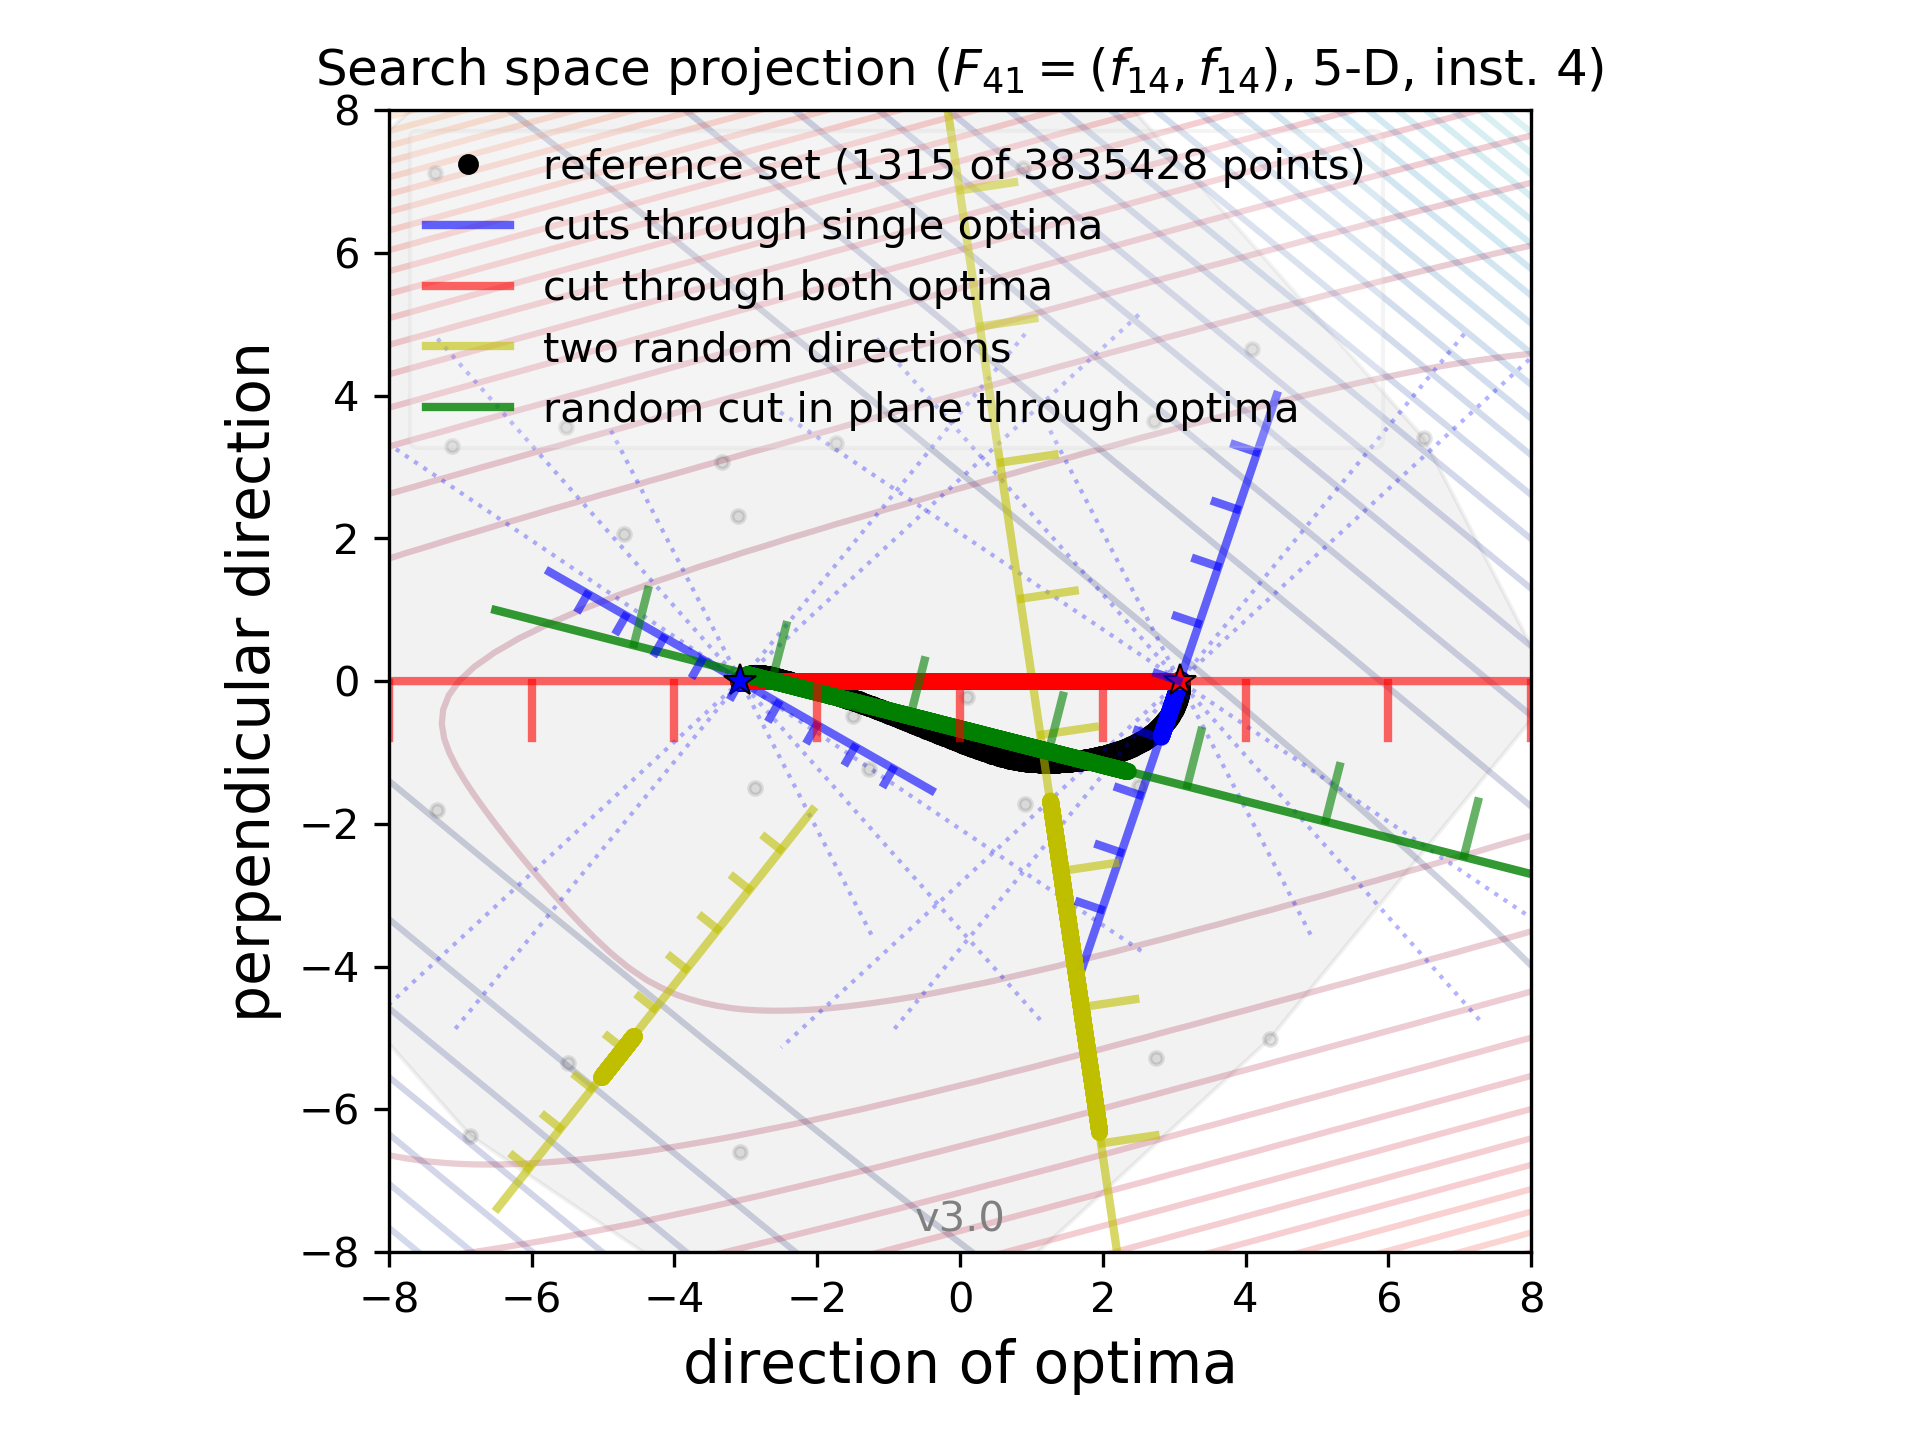 Search space projection (F₄₁ = (f₁₄, f₁₄), 5-D, inst. 4)
reference set (1315 of 3835428 points)
cuts through single optima
cut through both optima
two random directions
random cut in plane through optima
perpendicular direction
8
6
4
2
0
−2
−4
−6
−8
v3.0
−8 −6 −4 −2 0 2 4 6 8
direction of optima